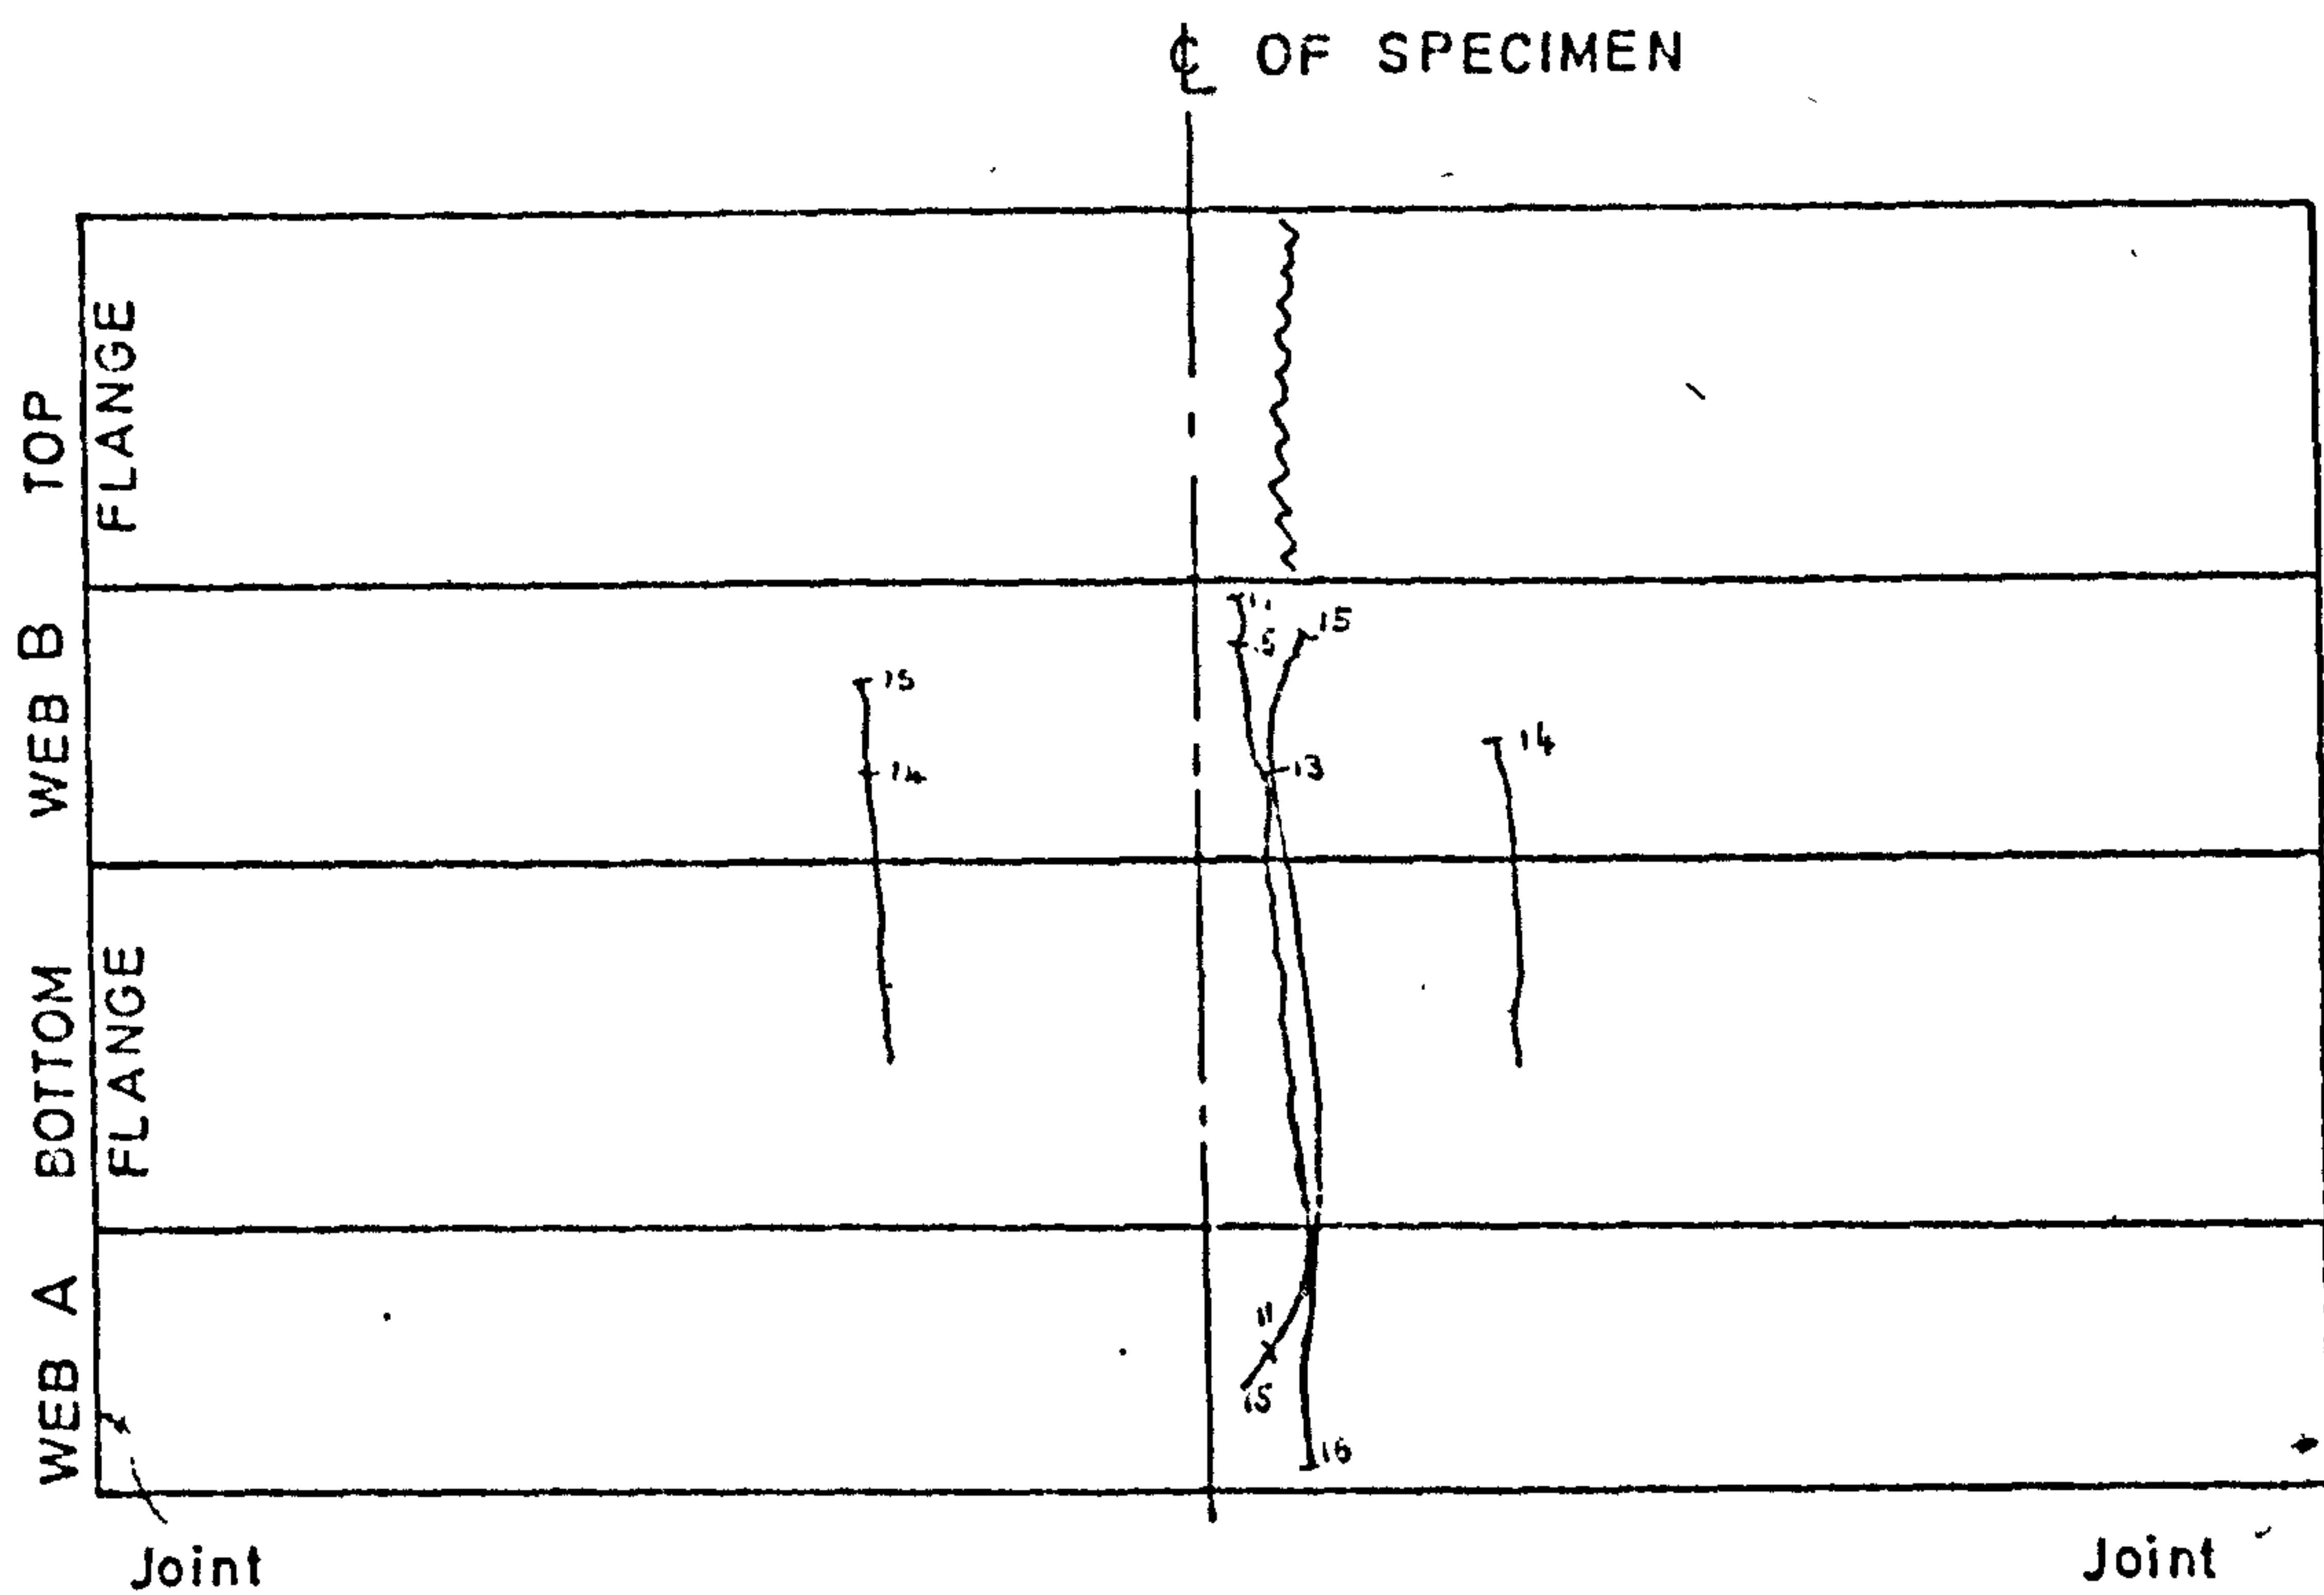 ℄ OF SPECIMEN
TOP
FLANGE
WEB B
15
15
14
14
13
BOTTOM
FLANGE
WEB A
11
15
16
Joint
Joint